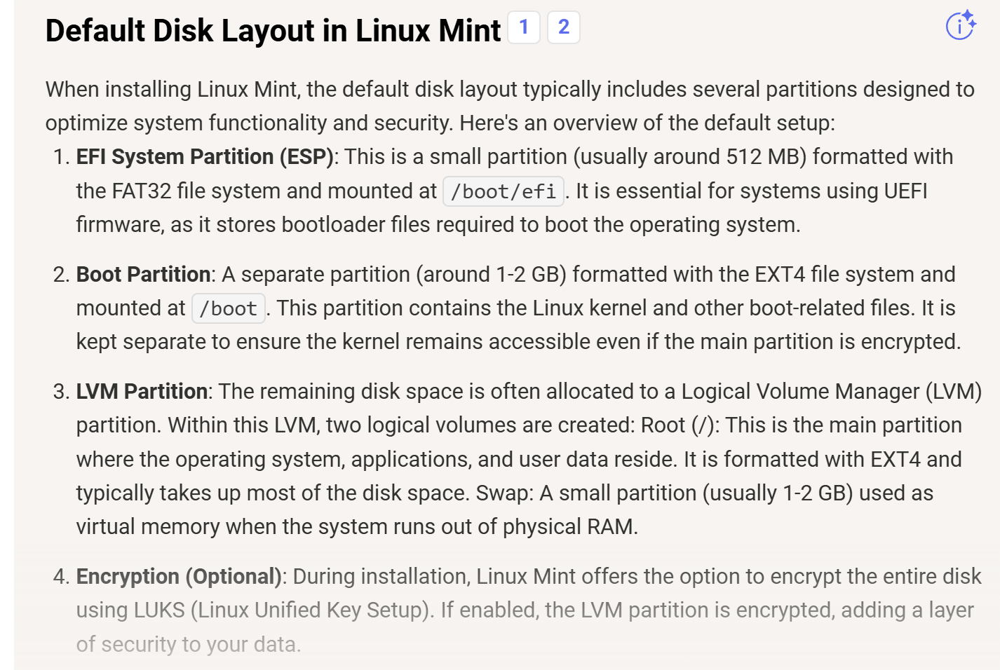 Default Disk Layout in Linux Mint 1 2
When installing Linux Mint, the default disk layout typically includes several partitions designed to
optimize system functionality and security. Here's an overview of the default setup:
1. EFI System Partition (ESP): This is a small partition (usually around 512 MB) formatted with
the FAT32 file system and mounted at /boot/efi. It is essential for systems using UEFI
firmware, as it stores bootloader files required to boot the operating system.
2. Boot Partition: A separate partition (around 1-2 GB) formatted with the EXT4 file system and
mounted at /boot. This partition contains the Linux kernel and other boot-related files. It is
kept separate to ensure the kernel remains accessible even if the main partition is encrypted.
3. LVM Partition: The remaining disk space is often allocated to a Logical Volume Manager (LVM)
partition. Within this LVM, two logical volumes are created: Root (/): This is the main partition
where the operating system, applications, and user data reside. It is formatted with EXT4 and
typically takes up most of the disk space. Swap: A small partition (usually 1-2 GB) used as
virtual memory when the system runs out of physical RAM.
4. Encryption (Optional): During installation, Linux Mint offers the option to encrypt the entire disk
using LUKS (Linux Unified Key Setup). If enabled, the LVM partition is encrypted, adding a layer
of security to your data.